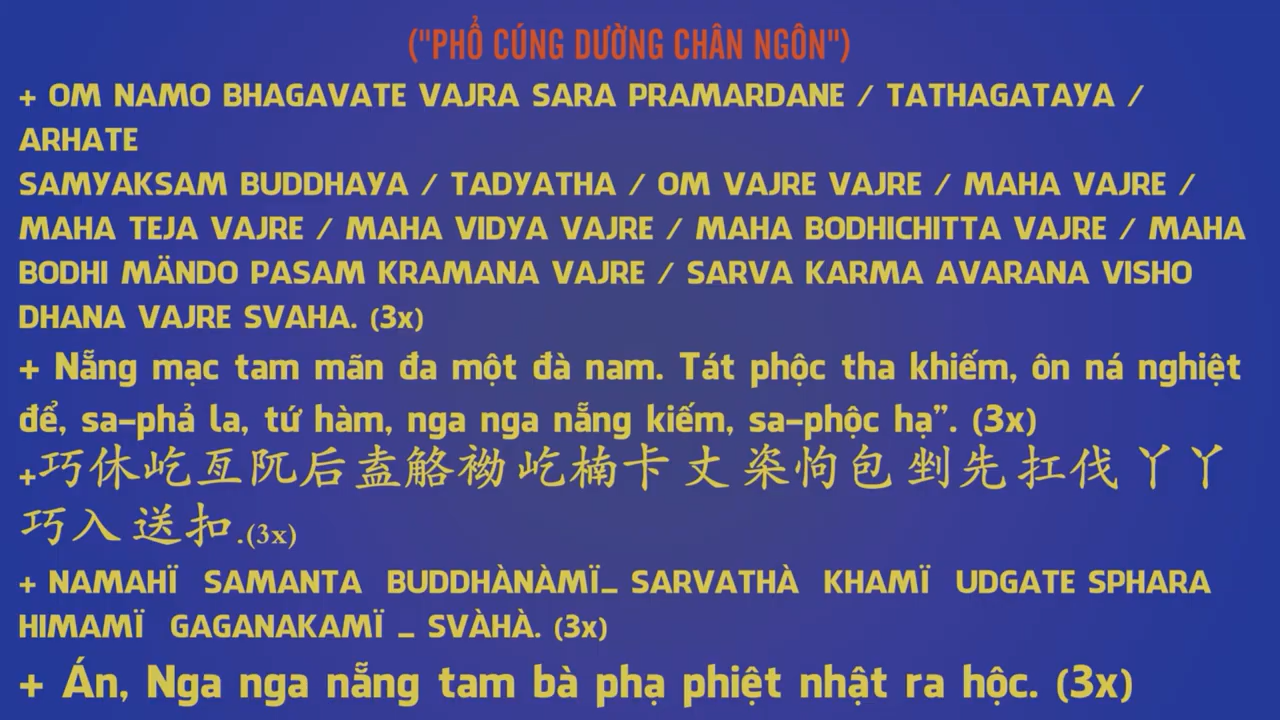 ("PHỔ CÚNG DƯỜNG CHÂN NGÔN")
+ OM NAMO BHAGAVATE VAJRA SARA PRAMARDANE / TATHAGATAYA /
ARHATE
SAMYAKSAM BUDDHAYA / TADYATHA / OM VAJRE VAJRE / MAHA VAJRE /
MAHA TEJA VAJRE / MAHA VIDYA VAJRE / MAHA BODHICHITTA VAJRE / MAHA
BODHI MÄNDO PASAM KRAMANA VAJRE / SARVA KARMA AVARANA VISHO
DHANA VAJRE SVAHA. (3x)
+ Nẵng mạc tam mãn đa một đà nam. Tát phộc tha khiếm, ôn ná nghiệt
để, sa-phả la, tứ hàm, nga nga nẵng kiếm, sa-phộc hạ”. (3x)
+巧休屹亙阢后盍觡袎屹楠卡丈粢怐包剉先扛伐丫丫
巧入送扣.(3x)
+ NAMAHÏ SAMANTA BUDDHÀNÀMÏ_ SARVATHÀ KHAMÏ UDGATE SPHARA
HIMAMÏ GAGANAKAMÏ _ SVÀHÀ. (3x)
+ Án, Nga nga nẵng tam bà phạ phiệt nhật ra hộc. (3x)